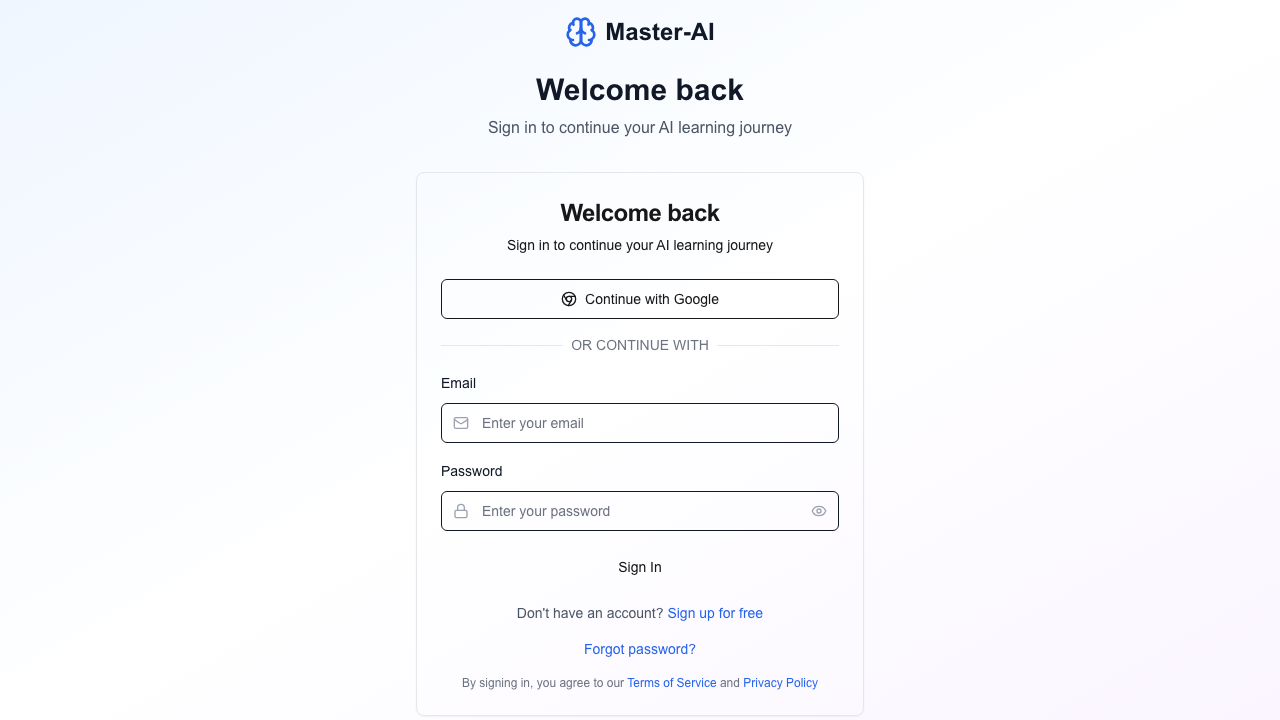 Master-AI
Welcome back
Sign in to continue your AI learning journey
Welcome back
Sign in to continue your AI learning journey
Continue with Google
OR CONTINUE WITH
Email
Enter your email
Password
Enter your password
Sign In
Don't have an account? Sign up for free
Forgot password?
By signing in, you agree to our Terms of Service and Privacy Policy